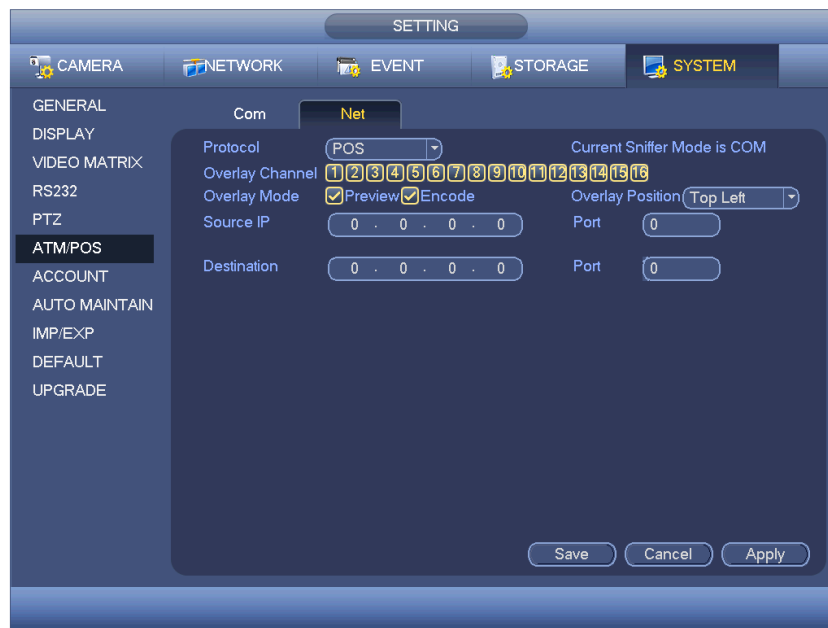 SETTING
CAMERA NETWORK EVENT STORAGE SYSTEM
GENERAL
DISPLAY
VIDEO MATRIX
RS232
PTZ
ATM/POS
ACCOUNT
AUTO MAINTAIN
IMP/EXP
DEFAULT
UPGRADE
Com Net
Protocol POS Current Sniffer Mode is COM
Overlay Channel 1 2 3 4 5 6 7 8 9 10 11 12 13 14 15 16
Overlay Mode Preview Encode Overlay Position Top Left
Source IP 0 . 0 . 0 . 0 Port 0
Destination 0 . 0 . 0 . 0 Port 0
Save Cancel Apply